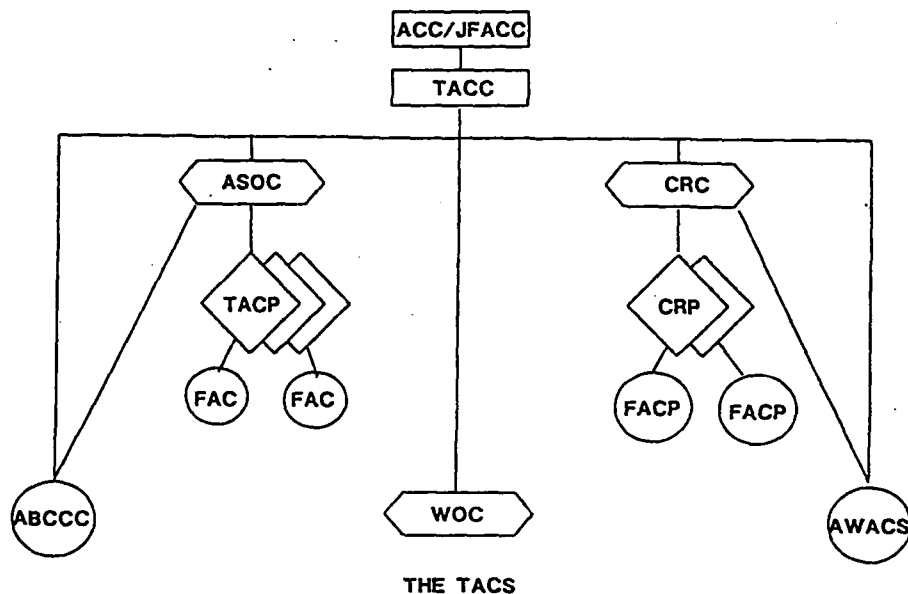 ACC/JFACC
TACC
ASOC
CRC
TACP
CRP
FAC
FAC
FACP
FACP
ABCCC
WOC
AWACS
THE TACS